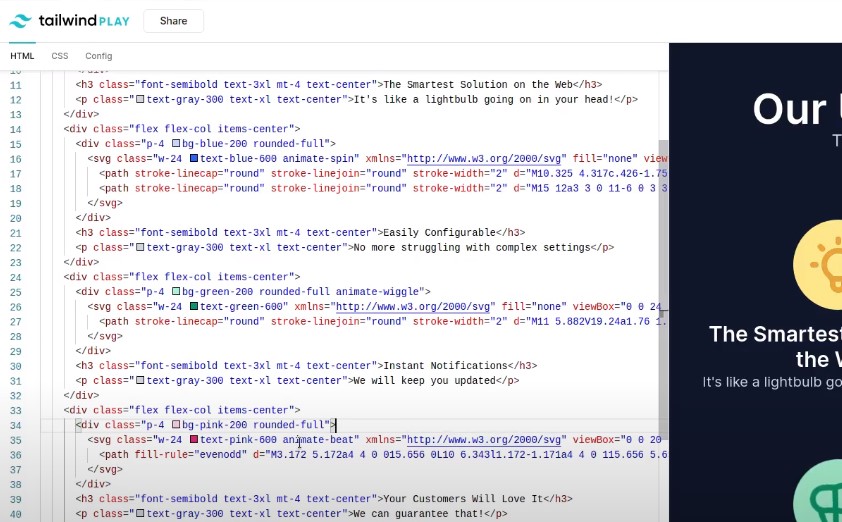 tailwind PLAY
Share
HTML CSS Config
10 </div>
11 <h3 class="font-semibold text-3xl mt-4 text-center">The Smartest Solution on the Web</h3>
12 <p class="text-gray-300 text-xl text-center">It's like a lightbulb going on in your head!</p>
13 </div>
14 <div class="flex flex-col items-center">
15 <div class="p-4 bg-blue-200 rounded-full">
16 <svg class="w-24 text-blue-600 animate-spin" xmlns="http://www.w3.org/2000/svg" fill="none" view
17 <path stroke-linecap="round" stroke-linejoin="round" stroke-width="2" d="M10.325 4.317c.426-1.75
18 <path stroke-linecap="round" stroke-linejoin="round" stroke-width="2" d="M15 12a3 3 0 11-6 0 3 3
19 </svg>
20 </div>
21 <h3 class="font-semibold text-3xl mt-4 text-center">Easily Configurable</h3>
22 <p class="text-gray-300 text-xl text-center">No more struggling with complex settings</p>
23 </div>
24 <div class="flex flex-col items-center">
25 <div class="p-4 bg-green-200 rounded-full animate-wiggle">
26 <svg class="w-24 text-green-600" xmlns="http://www.w3.org/2000/svg" fill="none" viewBox="0 0 24
27 <path stroke-linecap="round" stroke-linejoin="round" stroke-width="2" d="M11 5.882V19.24a1.76 1.
28 </svg>
29 </div>
30 <h3 class="font-semibold text-3xl mt-4 text-center">Instant Notifications</h3>
31 <p class="text-gray-300 text-xl text-center">We will keep you updated</p>
32 </div>
33 <div class="flex flex-col items-center">
34 <div class="p-4 bg-pink-200 rounded-full">
35 <svg class="w-24 text-pink-600 animate-beat" xmlns="http://www.w3.org/2000/svg" viewBox="0 0 20
36 <path fill-rule="evenodd" d="M3.172 5.172a4 4 0 015.656 0L10 6.343l1.172-1.171a4 4 0 115.656 5.6
37 </svg>
38 </div>
39 <h3 class="font-semibold text-3xl mt-4 text-center">Your Customers Will Love It</h3>
40 <p class="text-gray-300 text-xl text-center">We can guarantee that!</p>
Our
T
The Smartest
the
It's like a lightbulb go